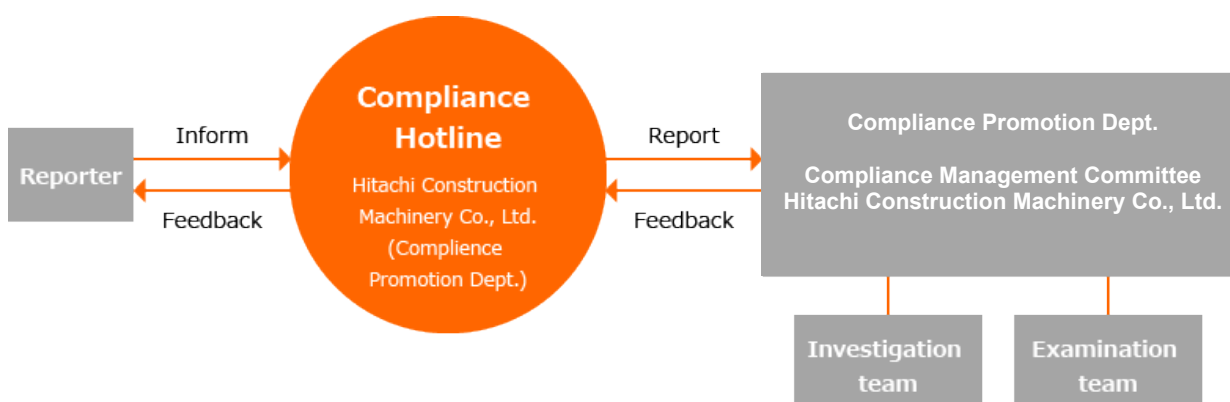 Reporter
Inform
Feedback
Compliance
Hotline
Hitachi Construction
Machinery Co., Ltd.
(Complience
Promotion Dept.)
Report
Feedback
Compliance Promotion Dept.
Compliance Management Committee
Hitachi Construction Machinery Co., Ltd.
Investigation
team
Examination
team